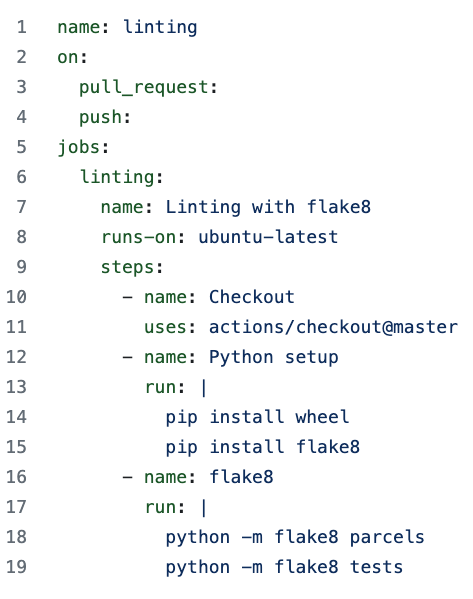 1 name: linting
2 on:
3   pull_request:
4   push:
5 jobs:
6   linting:
7     name: Linting with flake8
8     runs-on: ubuntu-latest
9     steps:
10       - name: Checkout
11         uses: actions/checkout@master
12       - name: Python setup
13         run: |
14           pip install wheel
15           pip install flake8
16       - name: flake8
17         run: |
18           python -m flake8 parcels
19           python -m flake8 tests